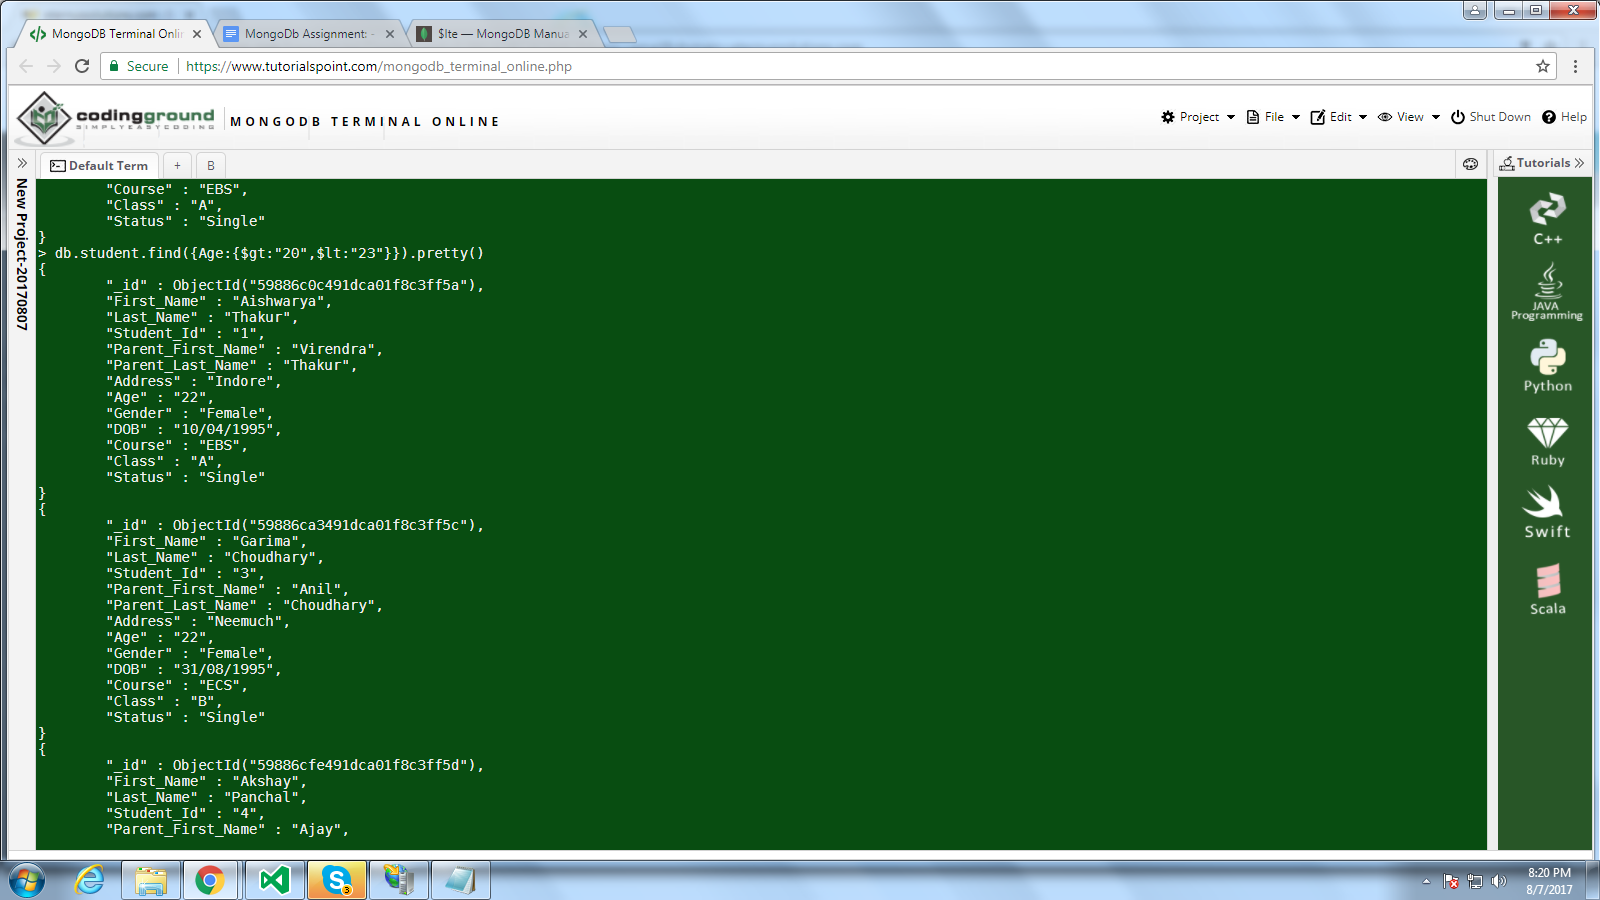 MongoDB Terminal Onli
MongoDb Assignment: -
$lte — MongoDB Manua
Secure
https://www.tutorialspoint.com/mongodb_terminal_online.php
codingground
SIMPLYEASYCODING
MONGODB TERMINAL ONLINE
Project
File
Edit
View
Shut Down
Help
Default Term
+
B
Tutorials
New Project-20170807
"Course" : "EBS",
"Class" : "A",
"Status" : "Single"
}
> db.student.find({Age:{$gt:"20",$lt:"23"}}).pretty()
{
"_id" : ObjectId("59886c0c491dca01f8c3ff5a"),
"First_Name" : "Aishwarya",
"Last_Name" : "Thakur",
"Student_Id" : "1",
"Parent_First_Name" : "Virendra",
"Parent_Last_Name" : "Thakur",
"Address" : "Indore",
"Age" : "22",
"Gender" : "Female",
"DOB" : "10/04/1995",
"Course" : "EBS",
"Class" : "A",
"Status" : "Single"
}
{
"_id" : ObjectId("59886ca3491dca01f8c3ff5c"),
"First_Name" : "Garima",
"Last_Name" : "Choudhary",
"Student_Id" : "3",
"Parent_First_Name" : "Anil",
"Parent_Last_Name" : "Choudhary",
"Address" : "Neemuch",
"Age" : "22",
"Gender" : "Female",
"DOB" : "31/08/1995",
"Course" : "ECS",
"Class" : "B",
"Status" : "Single"
}
{
"_id" : ObjectId("59886cfe491dca01f8c3ff5d"),
"First_Name" : "Akshay",
"Last_Name" : "Panchal",
"Student_Id" : "4",
"Parent_First_Name" : "Ajay",
C++
JAVA
Programming
Python
Ruby
Swift
Scala
3
8:20 PM
8/7/2017